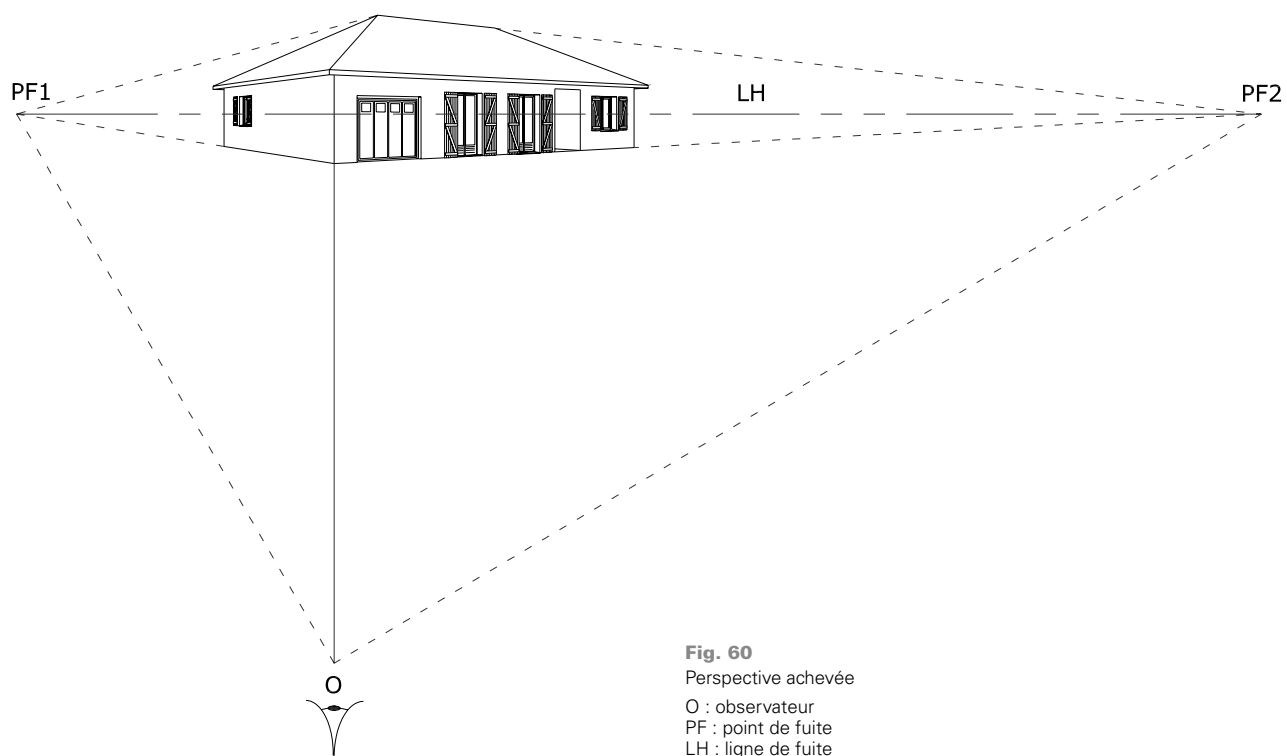 PF1
LH
PF2
O
Fig. 60
Perspective achevée
O : observateur
PF : point de fuite
LH : ligne de fuite